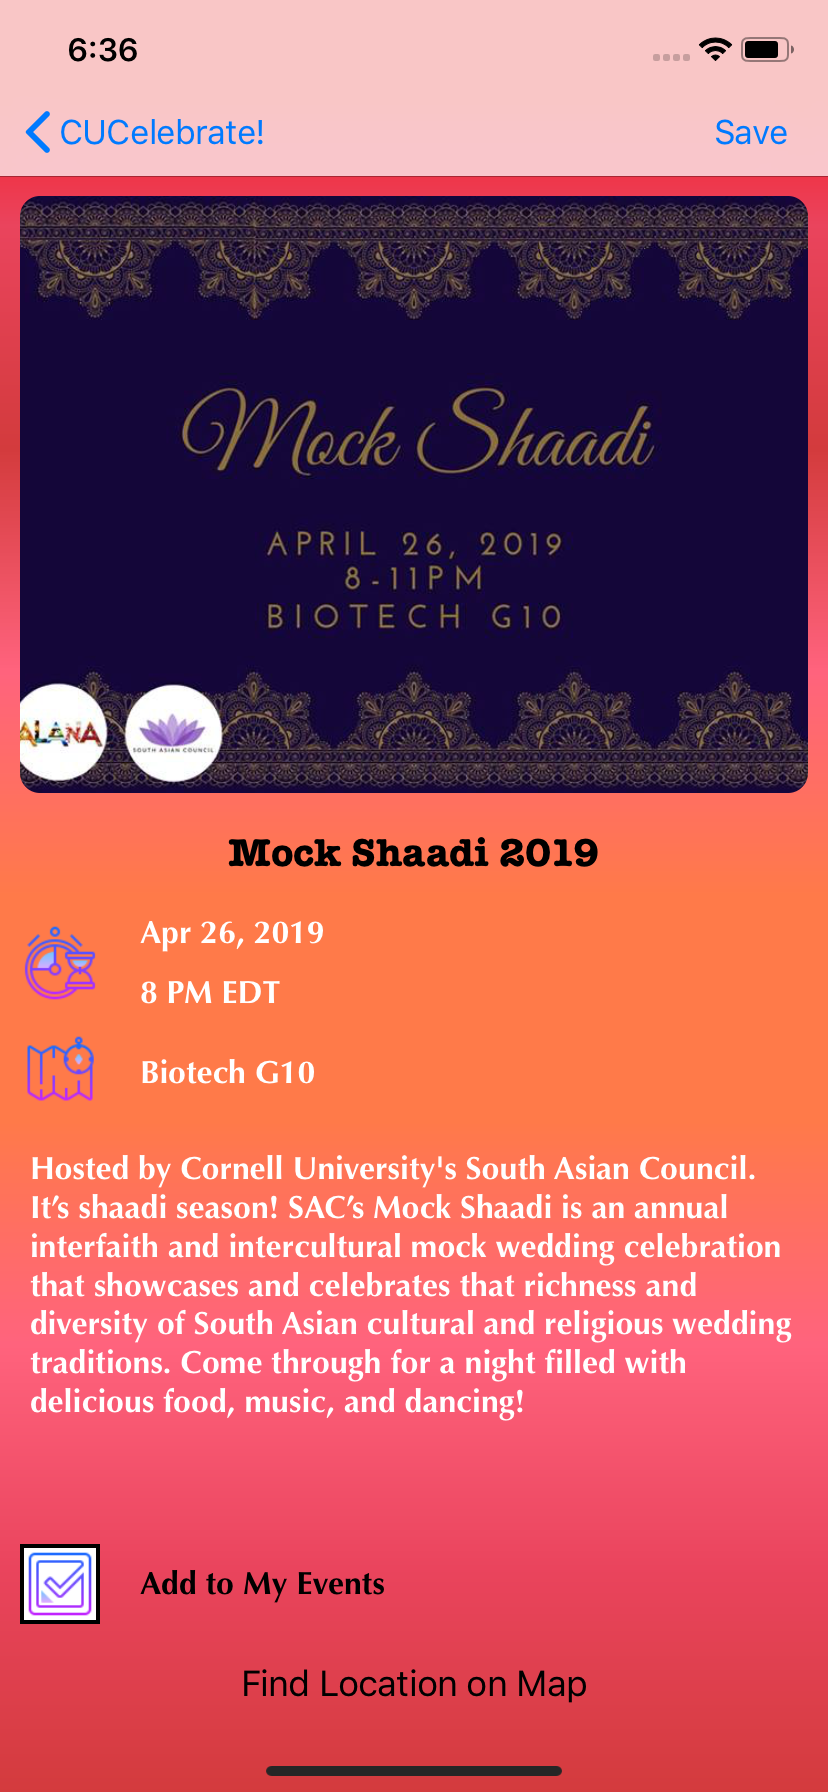 6:36
CUCelebrate!
Save
Mock Shaadi
APRIL 26, 2019
8-11PM
BIOTECH G10
ALANA
SOUTH ASIAN COUNCIL
Mock Shaadi 2019
Apr 26, 2019
8 PM EDT
Biotech G10
Hosted by Cornell University's South Asian Council.
It’s shaadi season! SAC’s Mock Shaadi is an annual
interfaith and intercultural mock wedding celebration
that showcases and celebrates that richness and
diversity of South Asian cultural and religious wedding
traditions. Come through for a night filled with
delicious food, music, and dancing!
Add to My Events
Find Location on Map